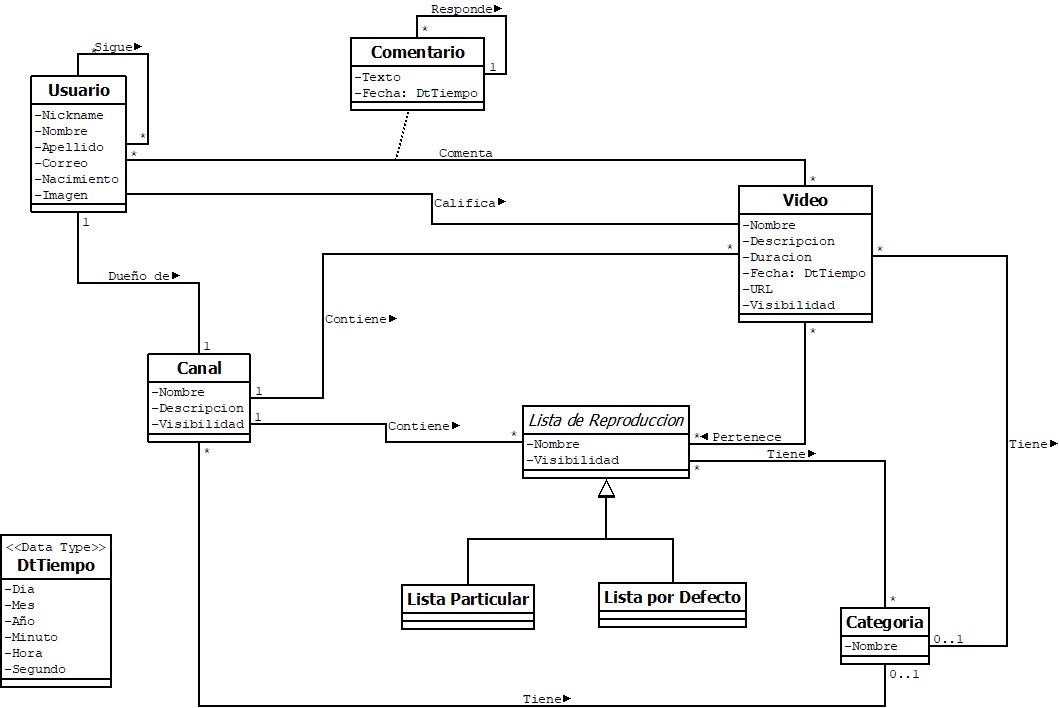 Responde►
*
Comentario
1
-Texto
-Fecha: DtTiempo
Sigue►
*
Usuario
-Nickname
-Nombre
-Apellido
-Correo
-Nacimiento
-Imagen
*
*
Comenta
*
Califica►
1
Video
-Nombre
-Descripcion
-Duracion
-Fecha: DtTiempo
-URL
-Visibilidad
*
*
*
Dueño de►
1
Contiene►
Canal
-Nombre
-Descripcion
-Visibilidad
1
1
*
Contiene►
*
Lista de Reproduccion
-Nombre
-Visibilidad
*◄ Pertenece
*
Tiene►
Tiene►
<<Data Type>>
DtTiempo
-Dia
-Mes
-Año
-Minuto
-Hora
-Segundo
Lista Particular
Lista por Defecto
*
Categoria
-Nombre
0..1
0..1
Tiene►